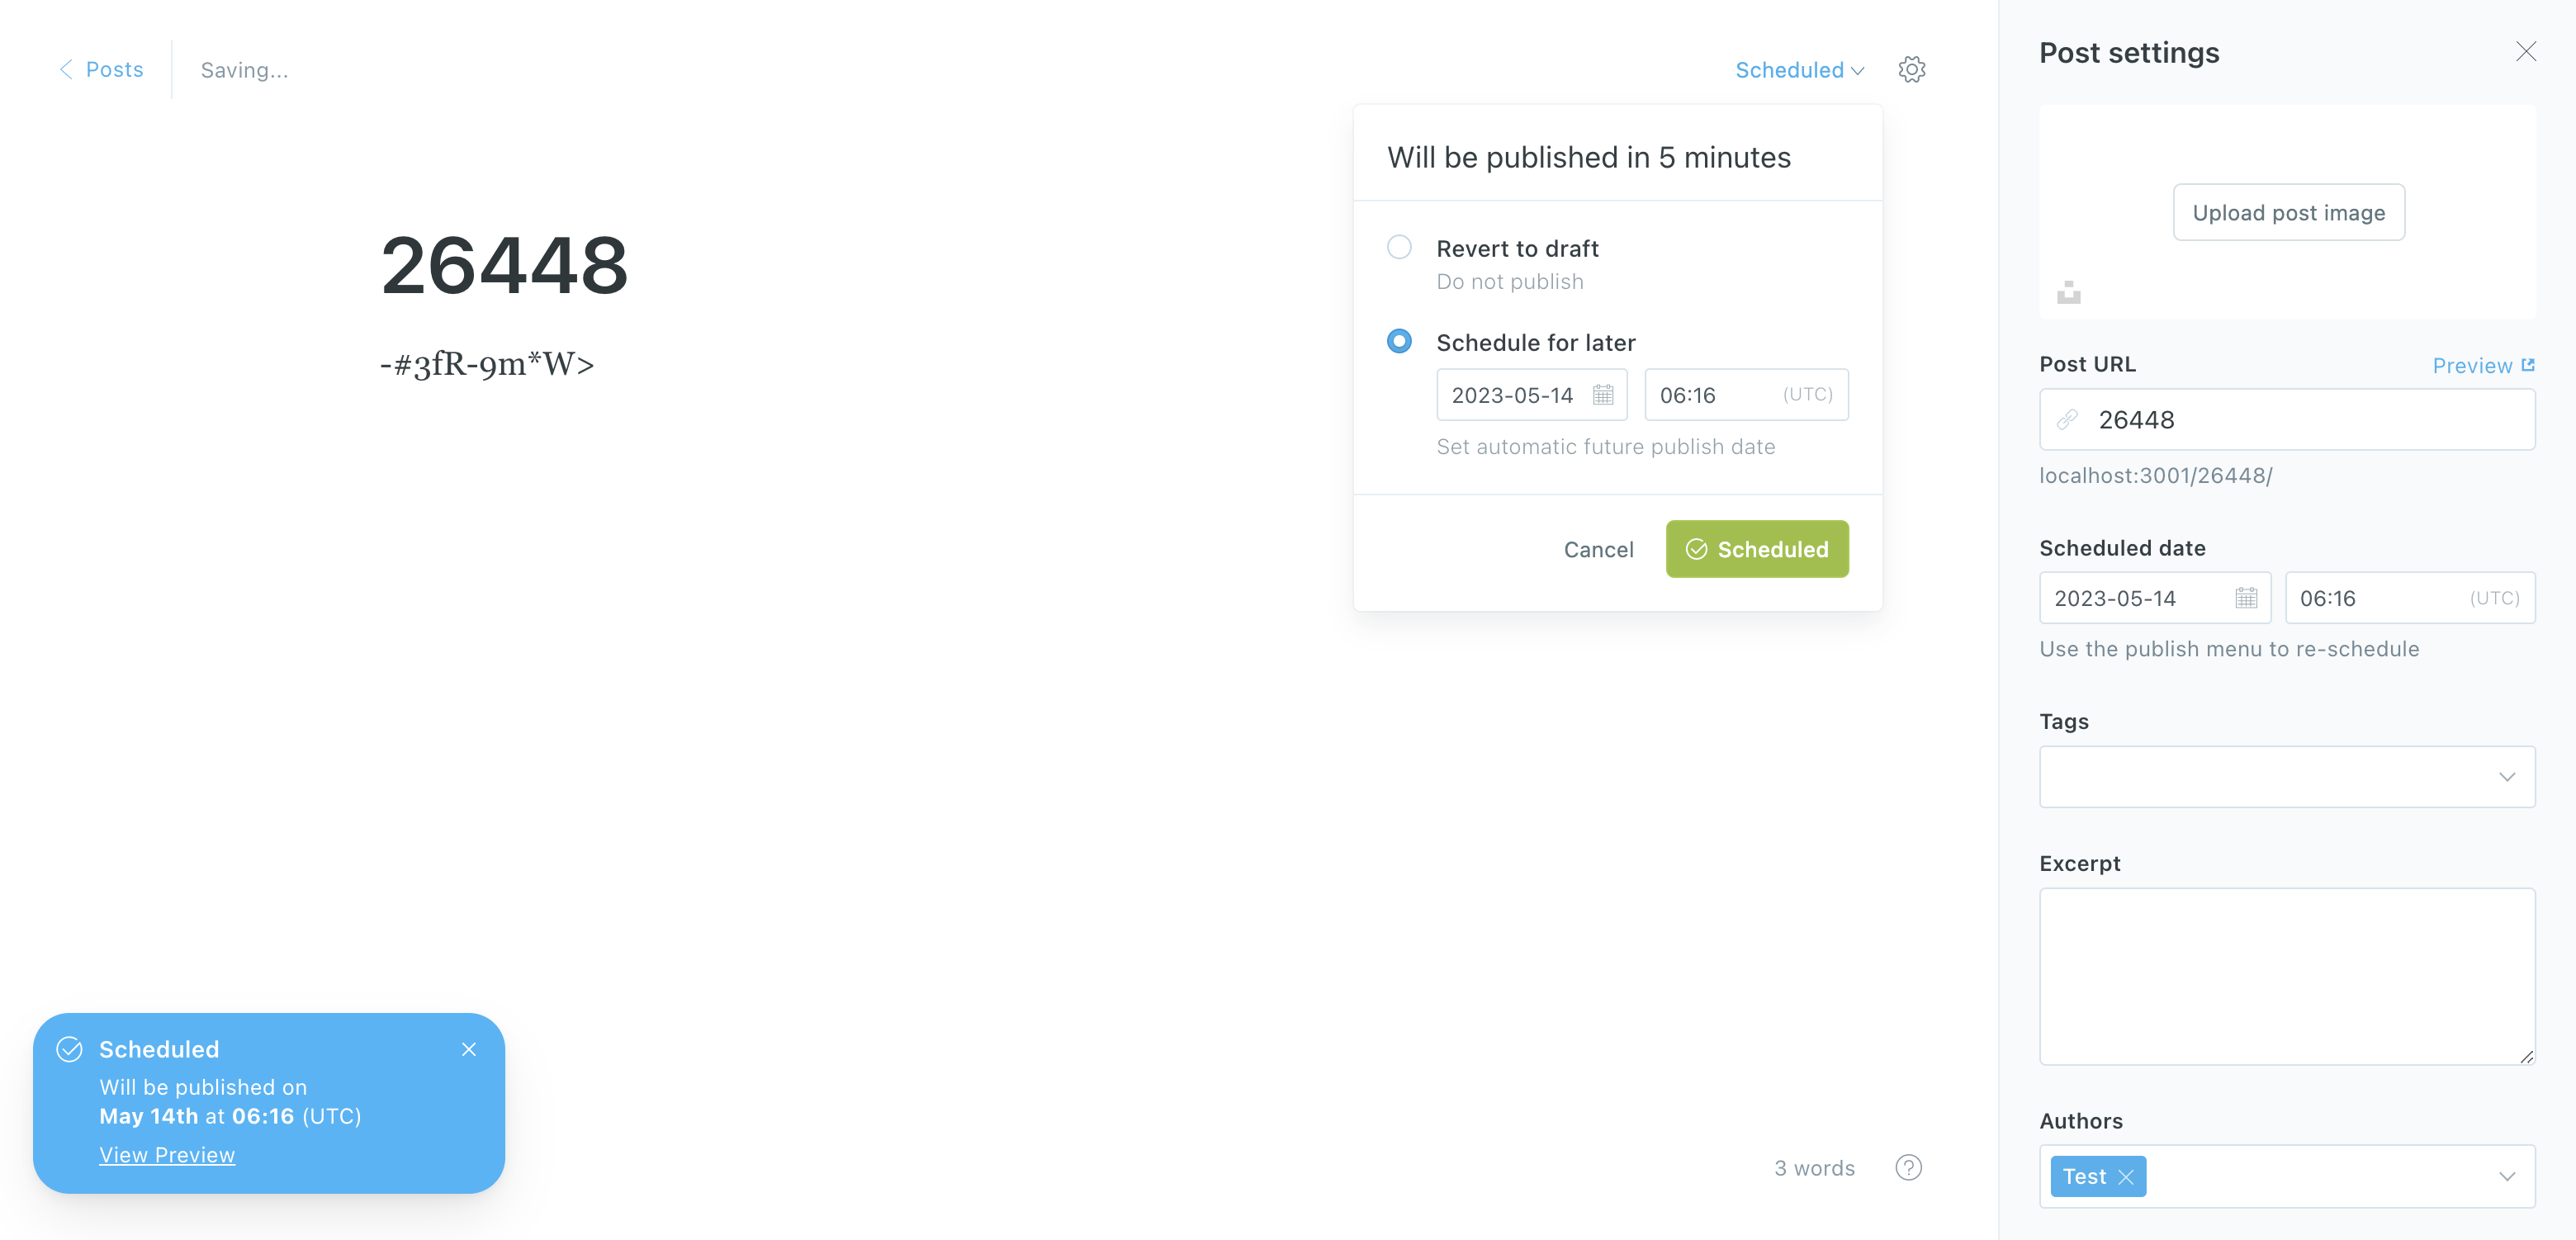 Posts
Saving...
Scheduled
26448
-#3fR-9m*W>
Will be published in 5 minutes
Revert to draft
Do not publish
Schedule for later
2023-05-14
06:16 (UTC)
Set automatic future publish date
Cancel
Scheduled
Scheduled
Will be published on
May 14th at 06:16 (UTC)
View Preview
3 words
?
Post settings
Upload post image
Post URL
Preview
26448
localhost:3001/26448/
Scheduled date
2023-05-14
06:16 (UTC)
Use the publish menu to re-schedule
Tags
Excerpt
Authors
Test